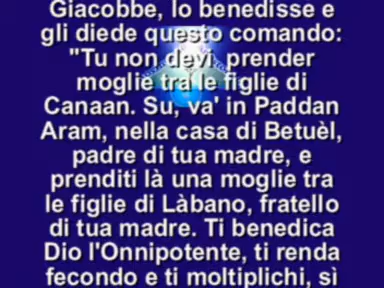 Giacobbe, lo benedisse e
gli diede questo comando:
"Tu non devi prender
moglie tra le figlie di
Canaan. Su, va' in Paddan
Aram, nella casa di Betuèl,
padre di tua madre, e
prenditi là una moglie tra
le figlie di Làbano, fratello
di tua madre. Ti benedica
Dio l'Onnipotente, ti renda
fecondo e ti moltiplichi, sì